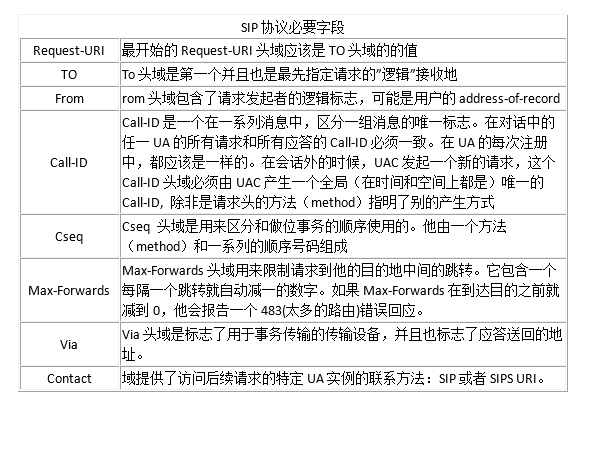 SIP 协议必要字段
Request-URI 最开始的 Request-URI 头域应该是 TO 头域的的值
TO To 头域是第一个并且也是最先指定请求的"逻辑"接收地
From rom 头域包含了请求发起者的逻辑标志，可能是用户的 address-of-record
Call-ID 是一个在一系列消息中，区分一组消息的唯一标志。在对话中的
任一 UA 的所有请求和所有应答的 Call-ID 必须一致。在 UA 的每次注册
中，都应该是一样的。在会话外的时候，UAC 发起一个新的请求，这个
Call-ID
Call-ID 头域必须由 UAC 产生一个全局（在时间和空间上都是）唯一的
Call-ID, 除非是请求头的方法（method）指明了别的产生方式
Cseq
Cseq 头域是用来区分和做位事务的顺序使用的。他由一个方法
（method）和一系列的顺序号码组成
Max-Forwards
Max-Forwards 头域用来限制请求到他的目的地中间的跳转。它包含一个
每隔一个跳转就自动减一的数字。如果 Max-Forwards 在到达目的之前就
减到 0，他会报告一个 483(太多的路由)错误回应。
Via
Via 头域是标志了用于事务传输的传输设备，并且也标志了应答送回的地
址。
Contact 域提供了访问后续请求的特定 UA 实例的联系方法：SIP 或者 SIPS URI。